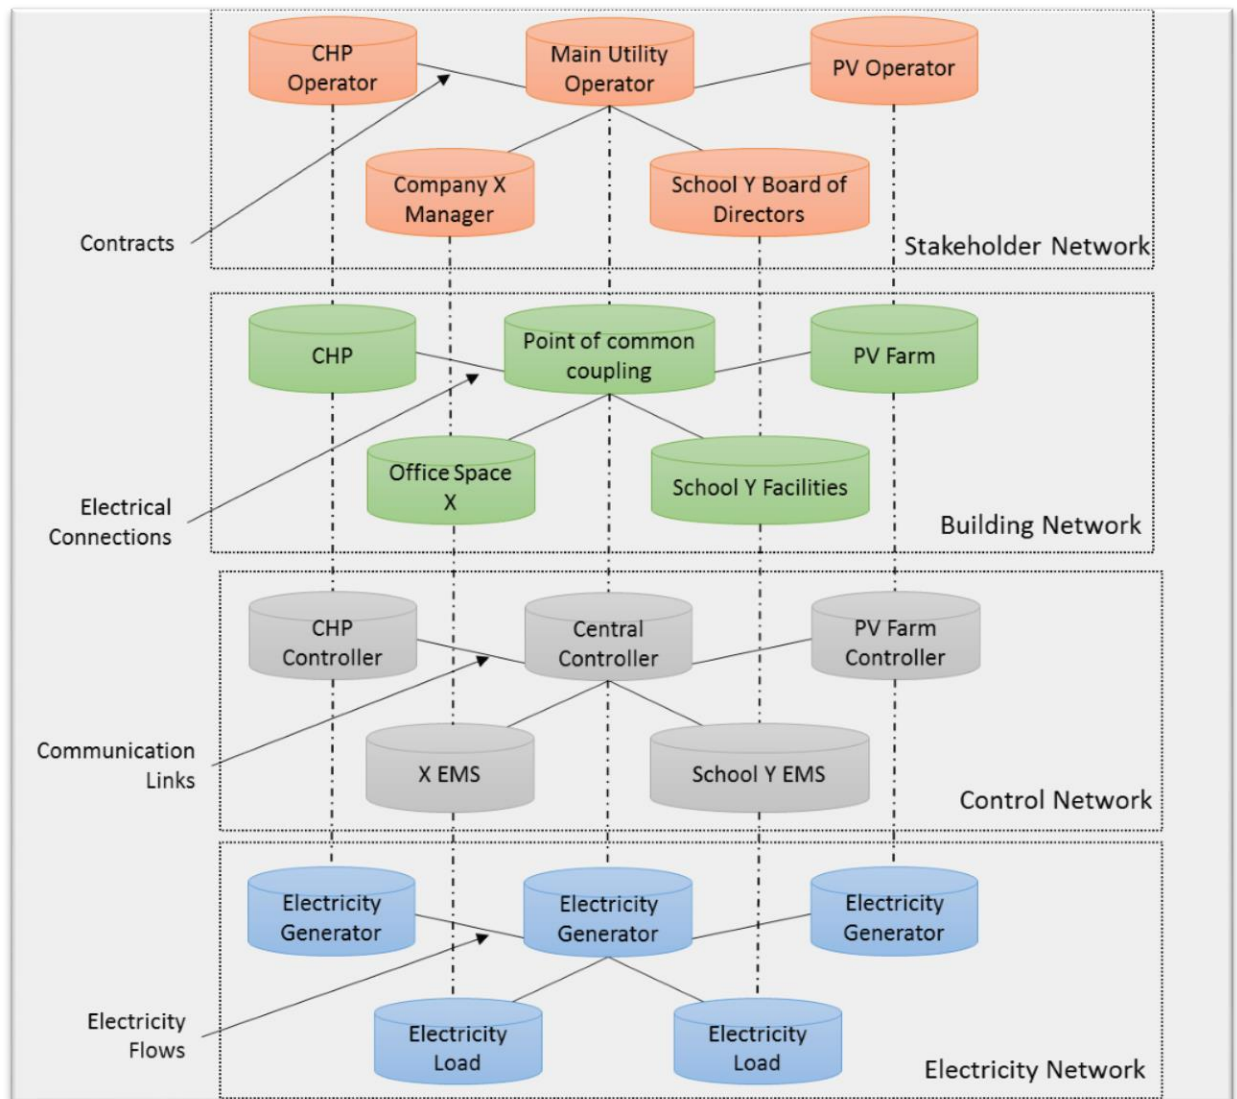 CHP
Operator
Main Utility
Operator
PV Operator
Company X
Manager
School Y Board of
Directors
Contracts
Stakeholder Network
CHP
Point of common
coupling
PV Farm
Office Space
X
School Y Facilities
Electrical
Connections
Building Network
CHP
Controller
Central
Controller
PV Farm
Controller
Communication
Links
X EMS
School Y EMS
Control Network
Electricity
Generator
Electricity
Generator
Electricity
Generator
Electricity
Flows
Electricity
Load
Electricity
Load
Electricity Network